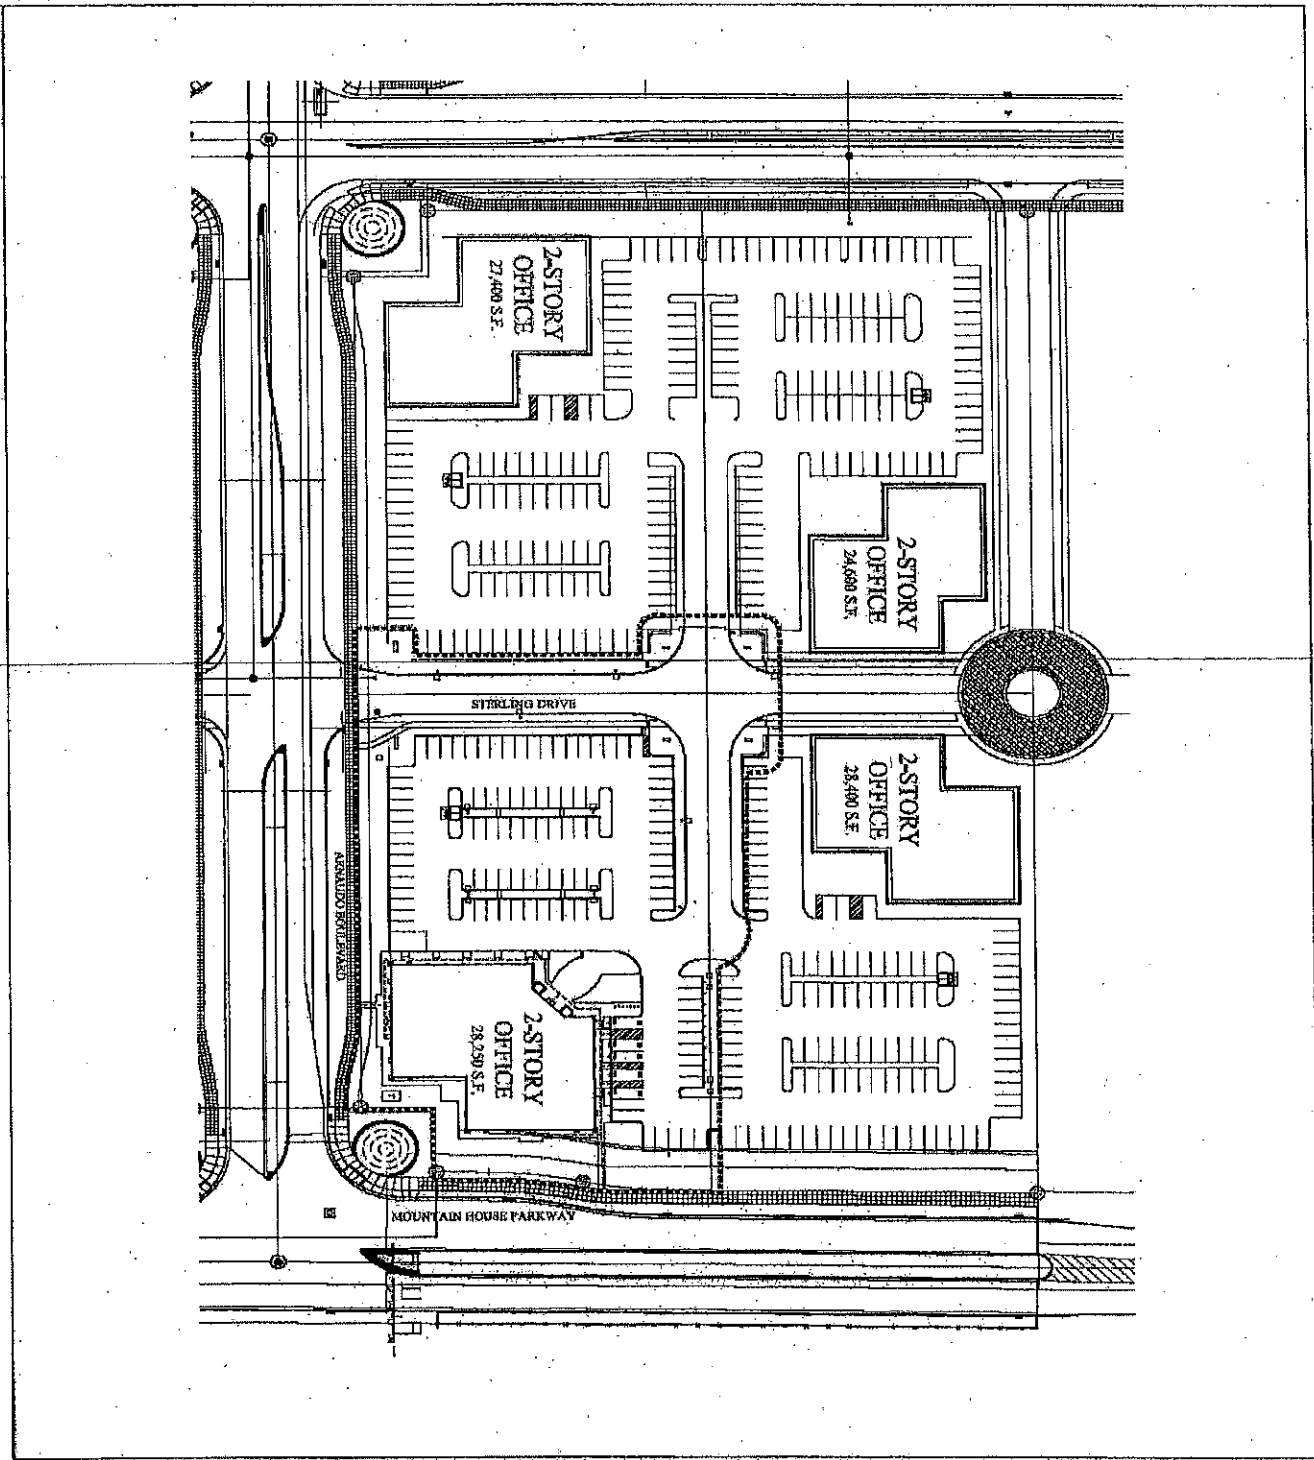 2-STORY
OFFICE
27,400 S.F.
2-STORY
OFFICE
24,600 S.F.
STERLING DRIVE
2-STORY
OFFICE
28,400 S.F.
ARNAUDO BOULEVARD
2-STORY
OFFICE
28,250 S.F.
MOUNTAIN HOUSE PARKWAY